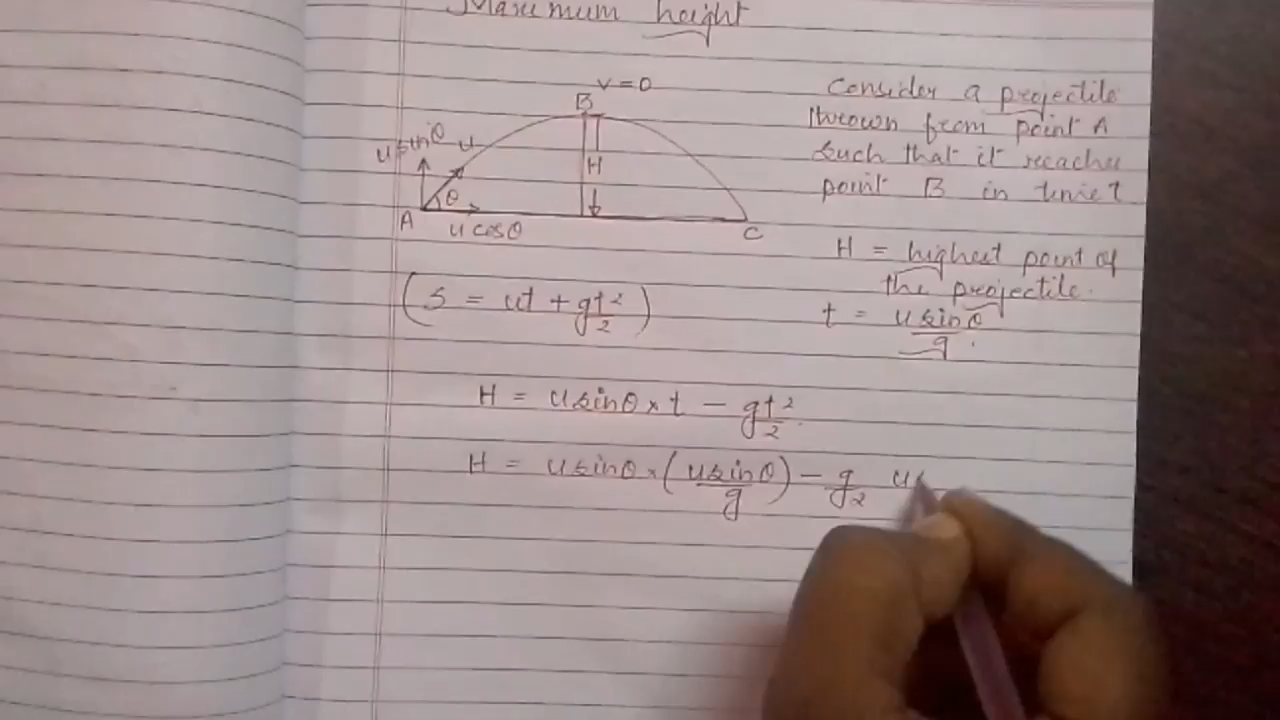 Maximum height
V = 0
B
u sinθ
u
H
θ
A
u cosθ
C
Consider a projectile
thrown from point A
such that it reaches
point B in time t
H = highest point of
the projectile.
t = u sinθ / g.
(S = ut + gt²/2)
H = u sinθ × t − gt²/2.
H = u sinθ × (u sinθ / g) − g/2 us